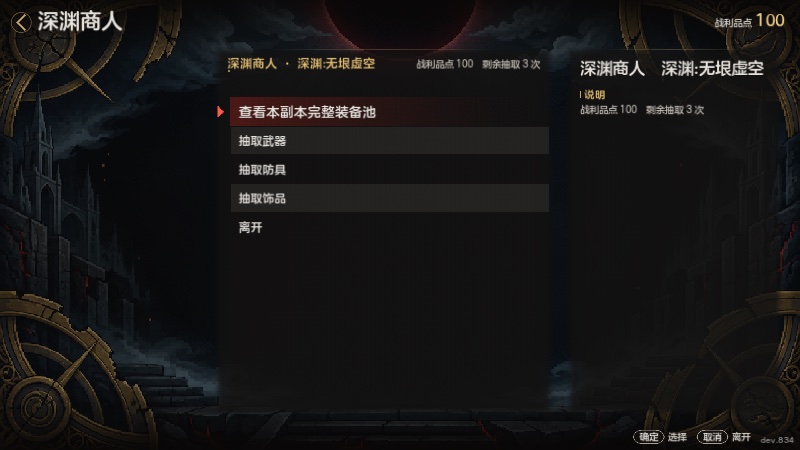 深渊商人
战利品点 100
深渊商人 · 深渊:无垠虚空 战利品点 100 剩余抽取 3 次
查看本副本完整装备池
抽取武器
抽取防具
抽取饰品
离开
深渊商人 深渊:无垠虚空
说明
战利品点 100 剩余抽取 3 次
确定 选择 取消 离开
dev.834